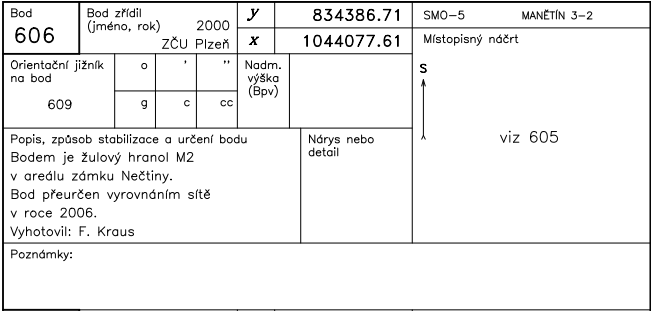 Bod
606
Bod zřídil
(jméno, rok) 2000
ZČU Plzeň
y 834386.71
x 1044077.61
SMO-5 MANĚTÍN 3-2
Místopisný náčrt
S
viz 605
Orientační jižník
na bod
609
o ' "
g c cc
Nadm.
výška
(Bpv)
Popis, způsob stabilizace a určení bodu
Bodem je žulový hranol M2
v areálu zámku Nečtiny.
Bod přeurčen vyrovnáním sítě
v roce 2006.
Vyhotovil: F. Kraus
Nárys nebo
detail
Poznámky: